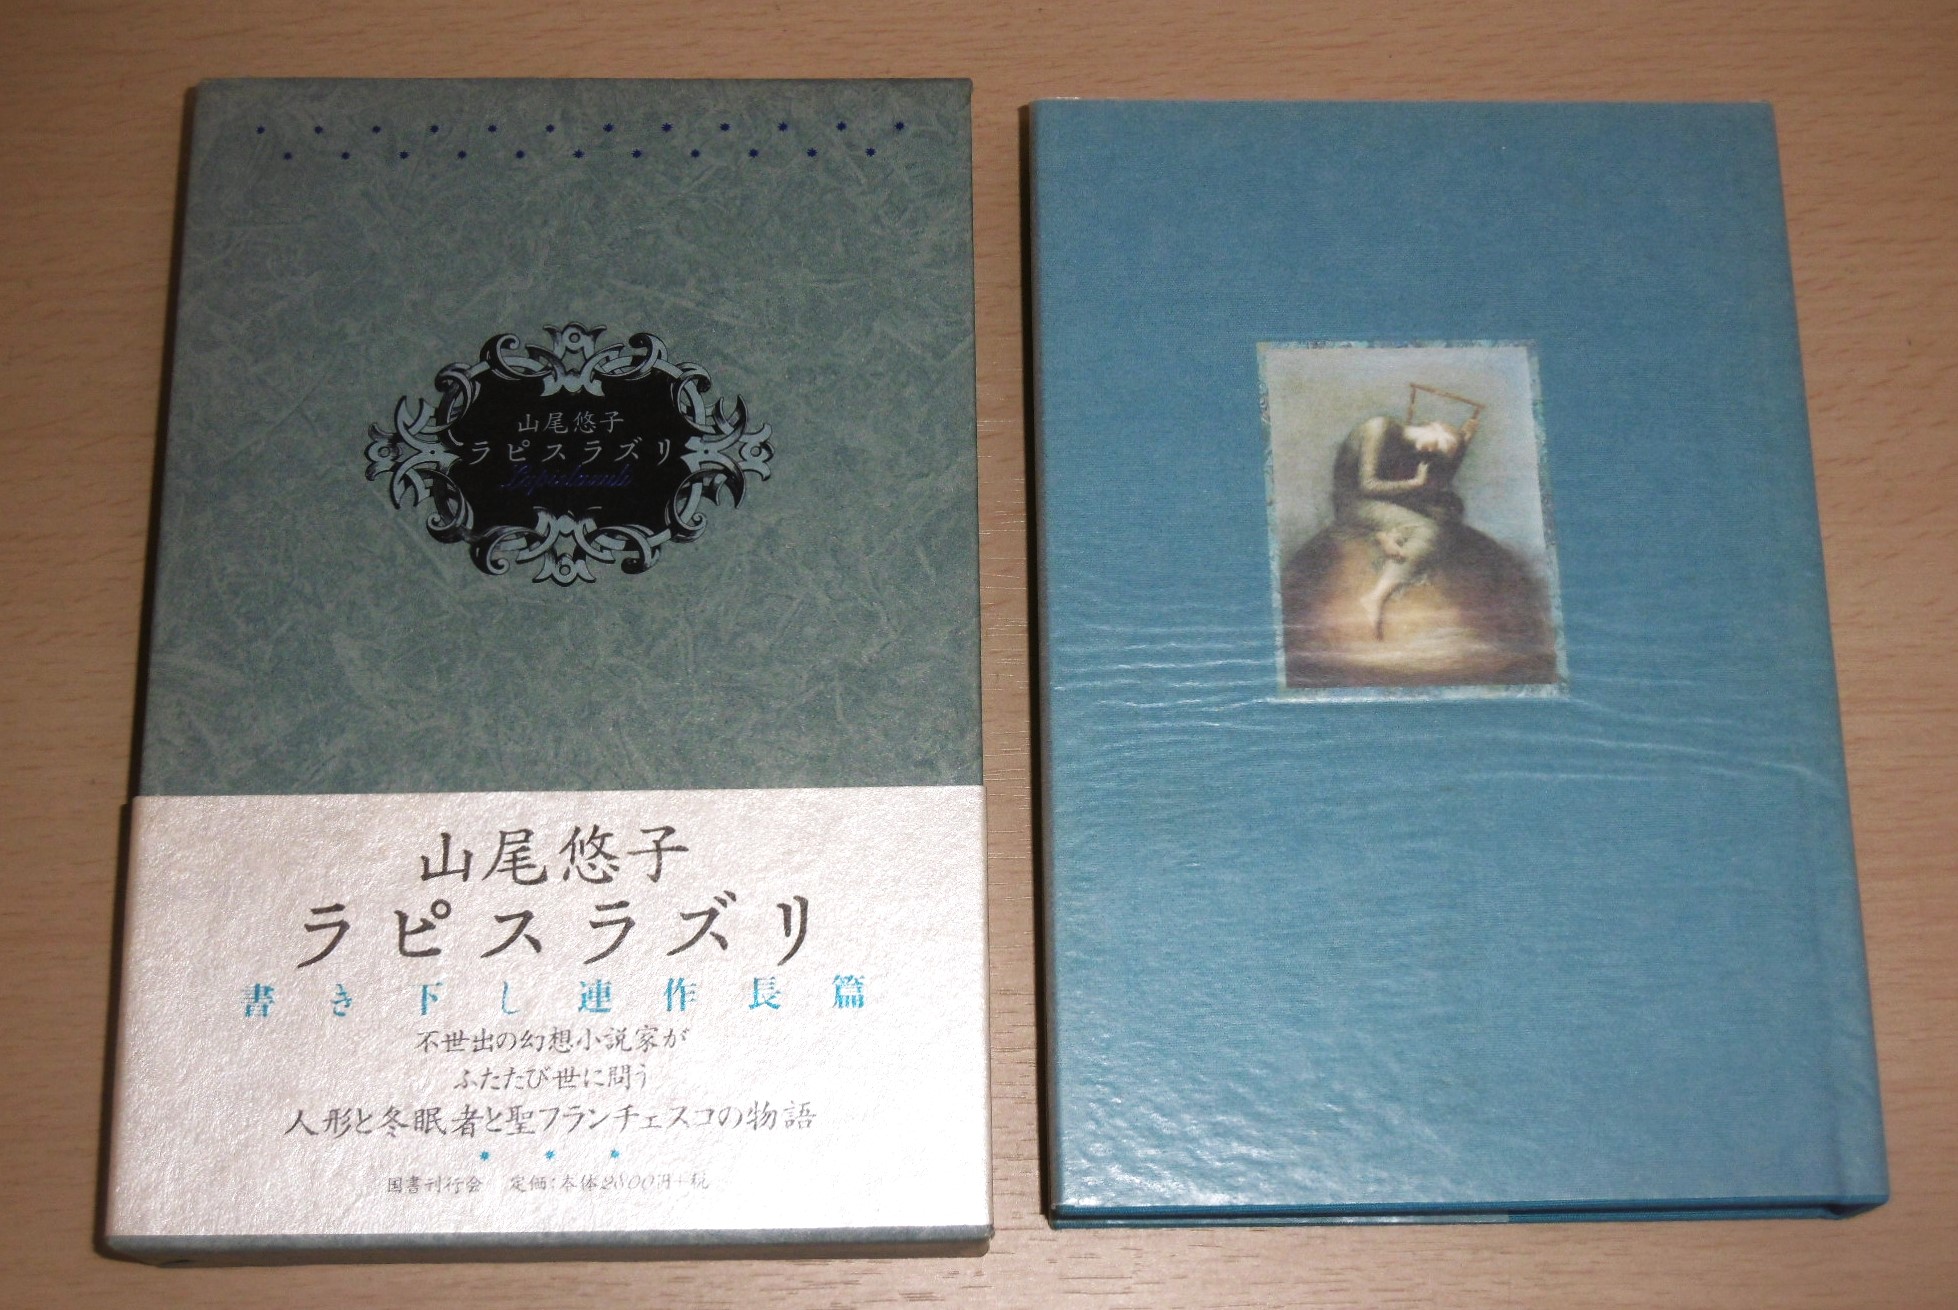 山尾悠子
ラピスラズリ
Lapislazuli
山尾悠子
ラピスラズリ
書き下し連作長篇
不世出の幻想小説家が
ふたたび世に問う
人形と冬眠者と聖フランチェスコの物語
国書刊行会 定価:本体2800円+税